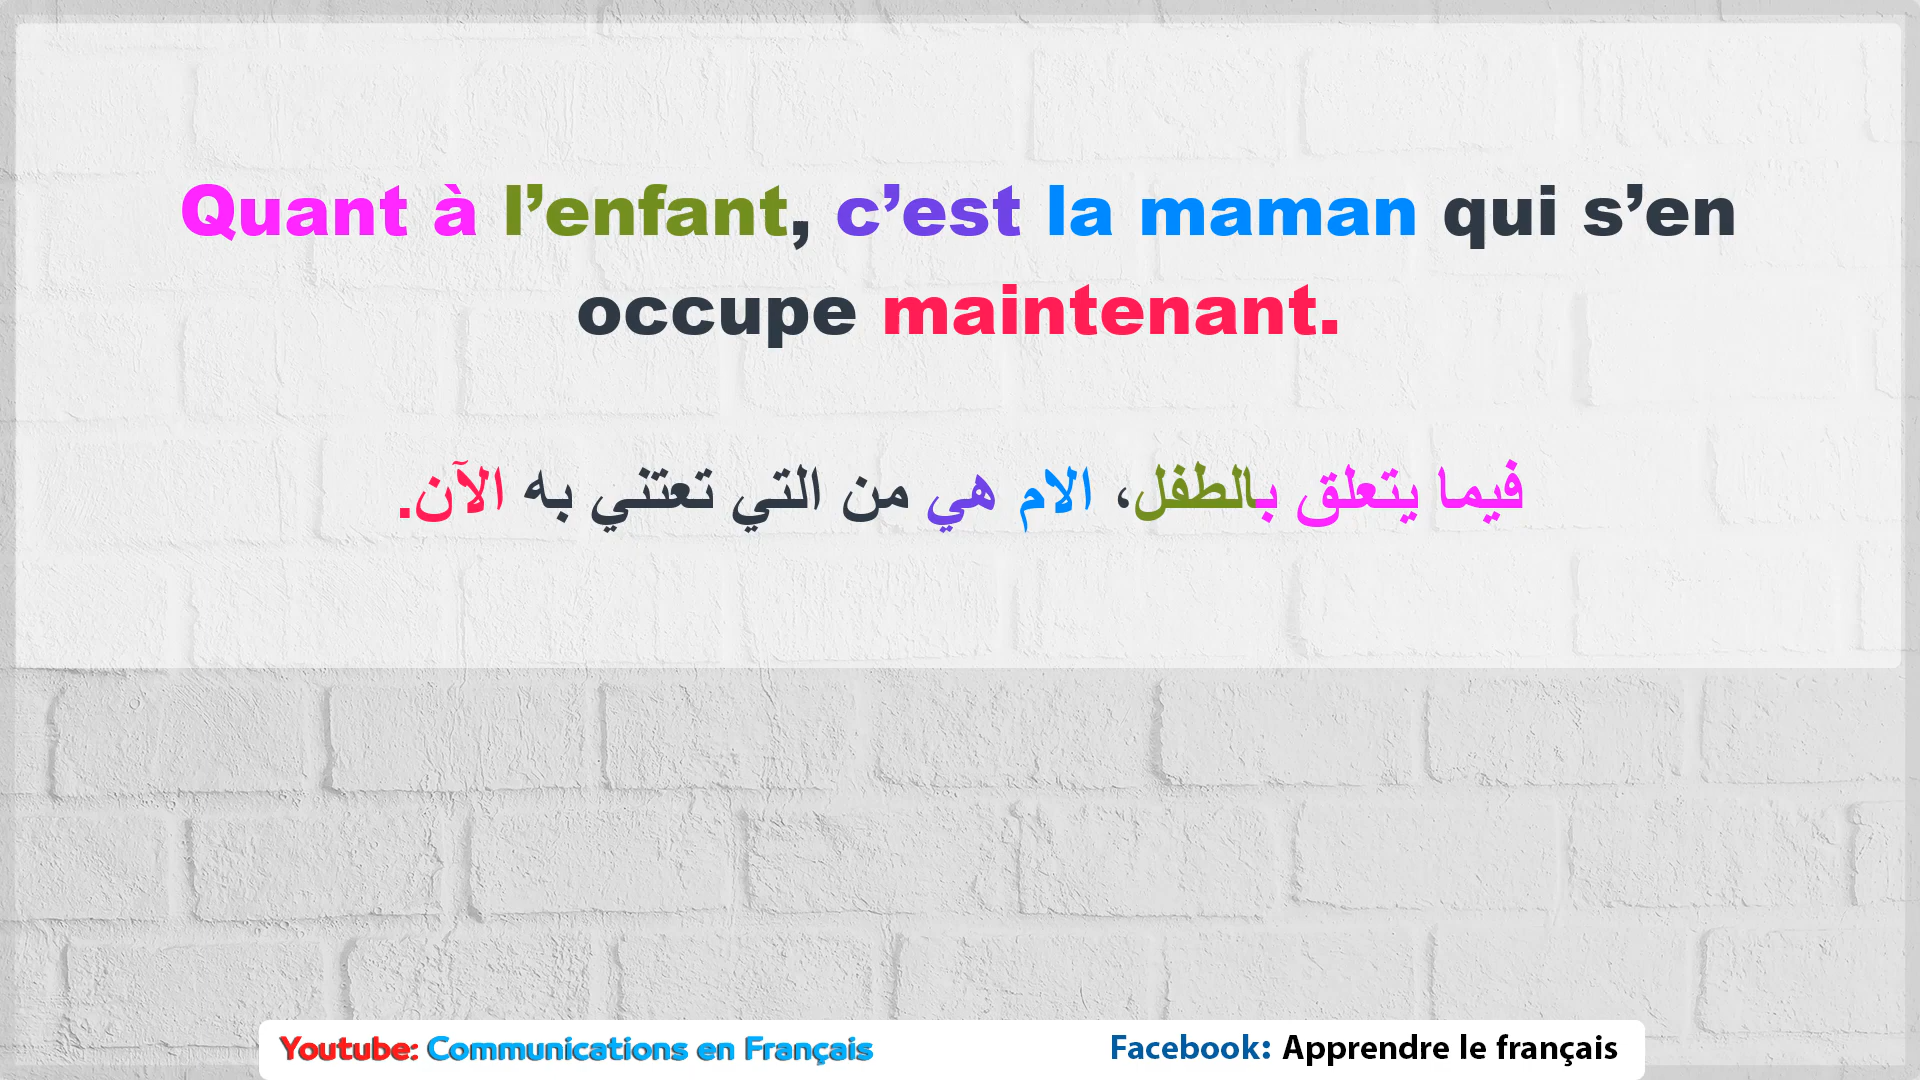 Quant à l’enfant, c’est la maman qui s’en
occupe maintenant.
فيما يتعلق بالطفل، الام هي من التي تعتني به الآن.
Youtube: Communications en Français
Facebook: Apprendre le français